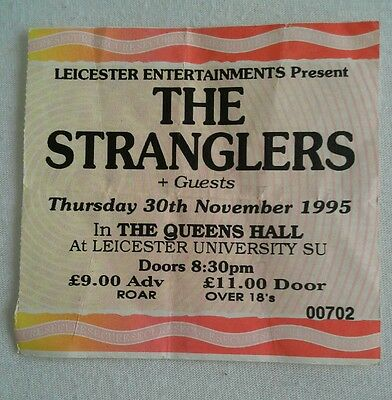 LEICESTER ENTERTAINMENTS Present
THE
STRANGLERS
+ Guests
Thursday 30th November 1995
In THE QUEENS HALL
At LEICESTER UNIVERSITY SU
Doors 8:30pm
£9.00 Adv £11.00 Door
ROAR OVER 18's
00702